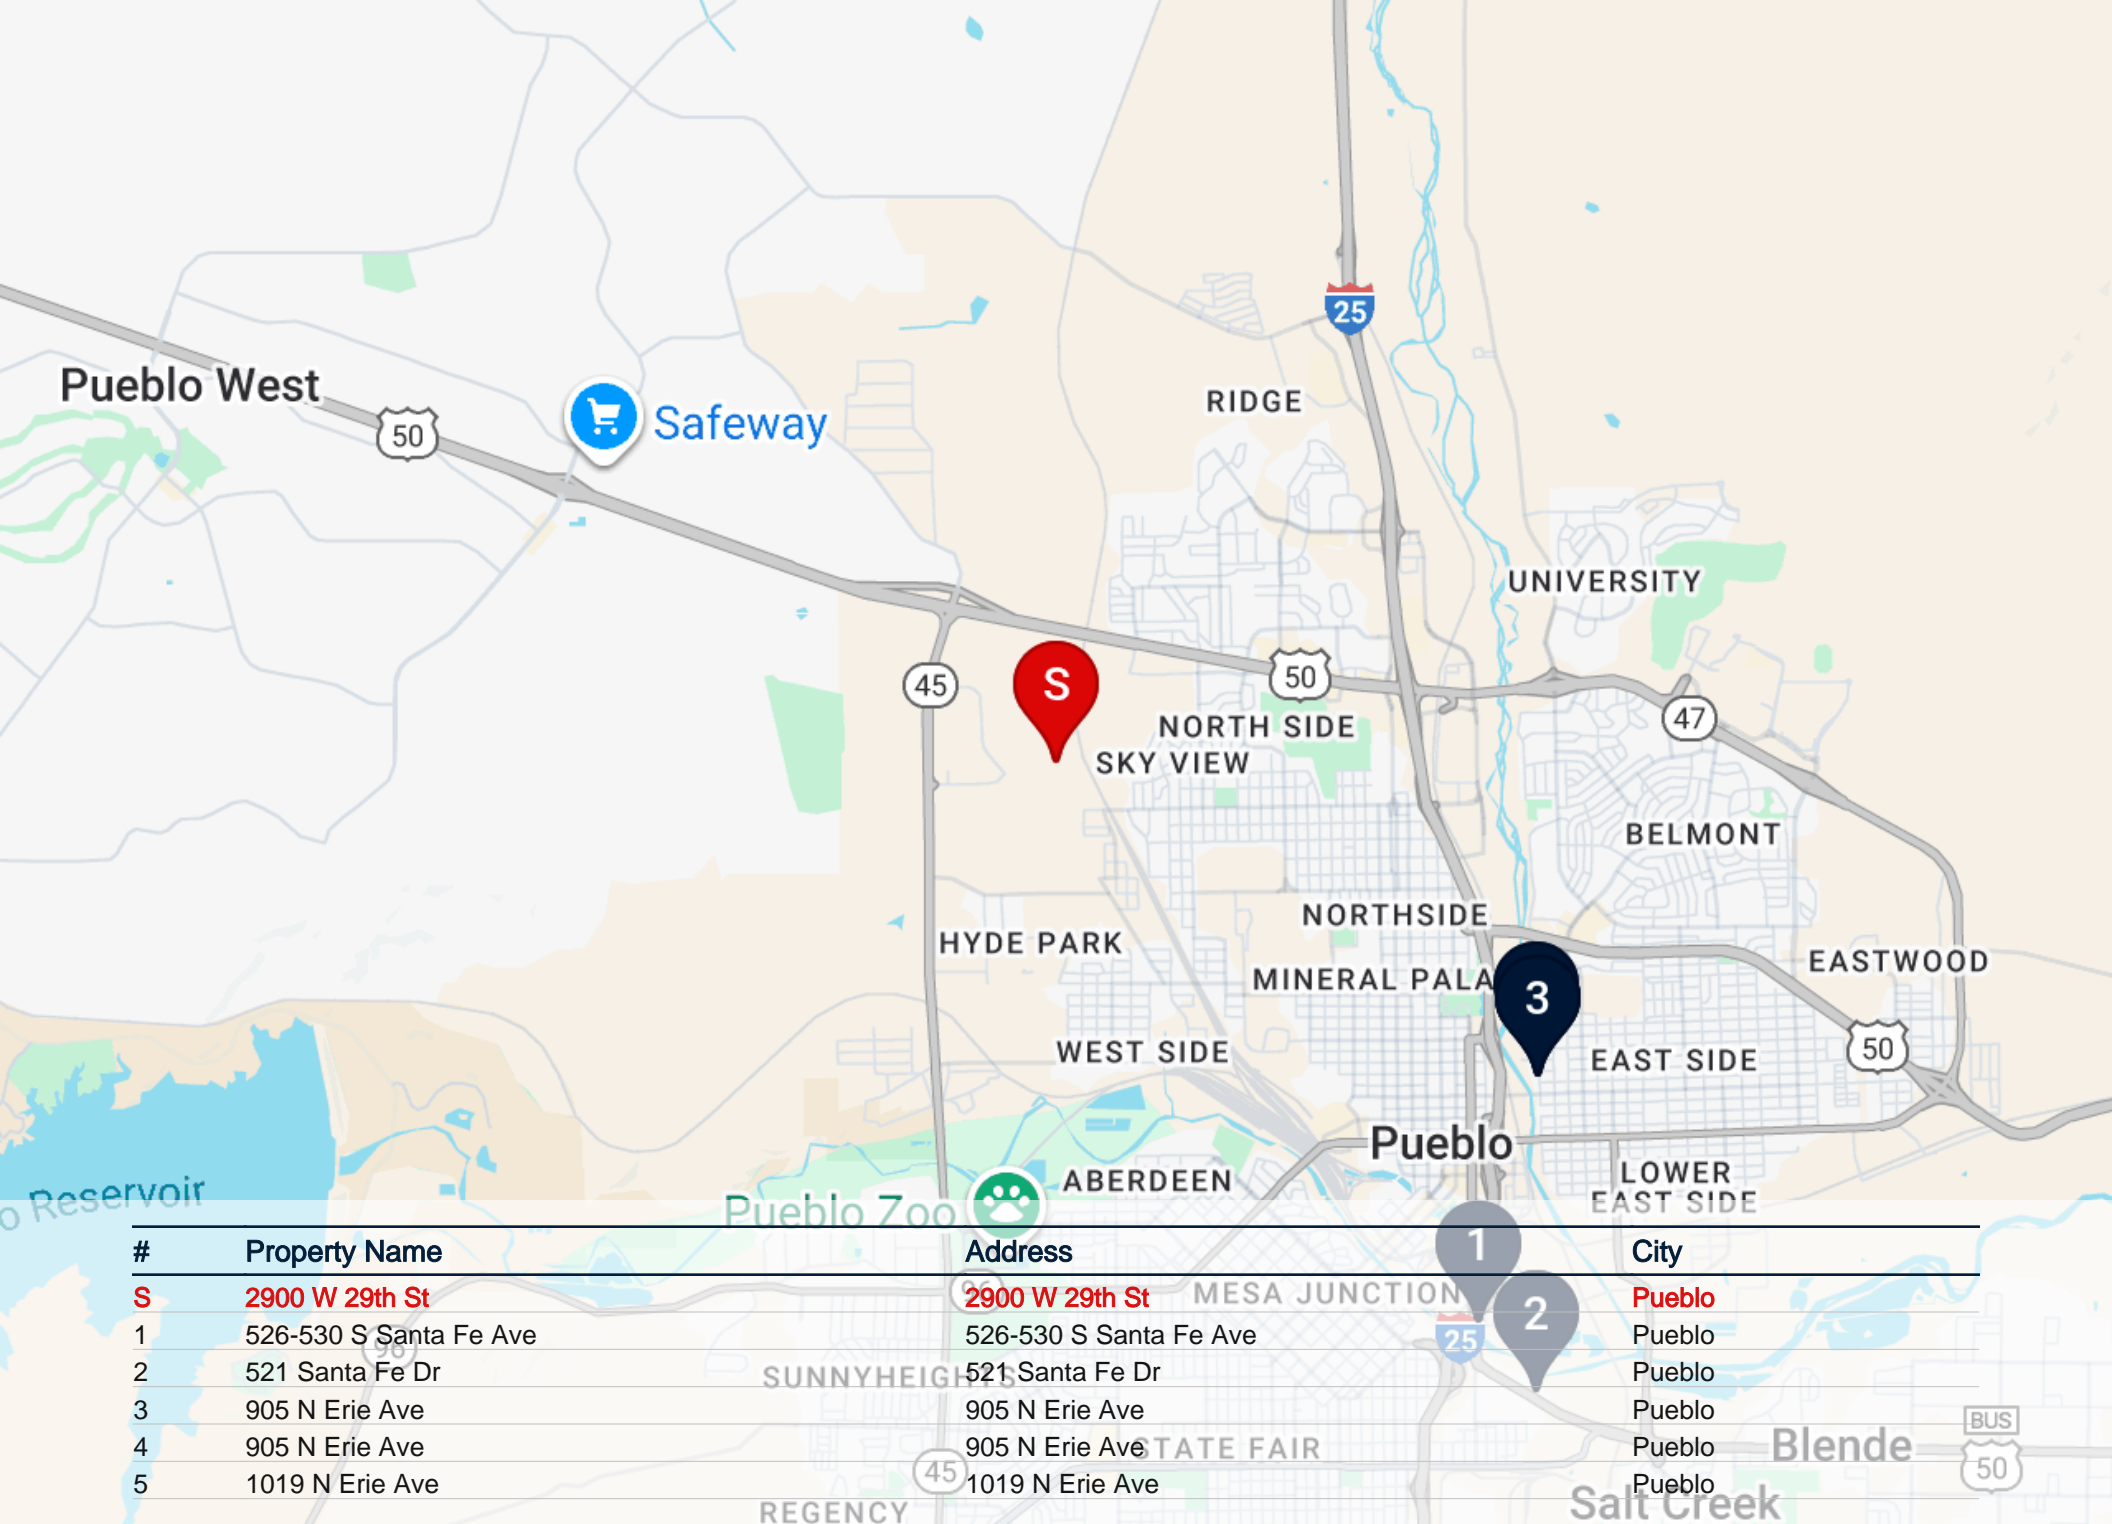 25
Pueblo West
RIDGE
50
Safeway
UNIVERSITY
45
S
50
47
NORTH SIDE
SKY VIEW
BELMONT
NORTHSIDE
HYDE PARK
EASTWOOD
MINERAL PALA
3
WEST SIDE
EAST SIDE
50
Pueblo
ABERDEEN
LOWER
EAST SIDE
o Reservoir
Pueblo Zoo
1
# Property Name Address City
96
MESA JUNCTION
S 2900 W 29th St 2900 W 29th St Pueblo
2
25
1 526-530 S Santa Fe Ave 526-530 S Santa Fe Ave Pueblo
96
SUNNYHEIGHTS
2 521 Santa Fe Dr 521 Santa Fe Dr Pueblo
3 905 N Erie Ave 905 N Erie Ave Pueblo
BUS
50
STATE FAIR
Blende
4 905 N Erie Ave 905 N Erie Ave Pueblo
45
5 1019 N Erie Ave 1019 N Erie Ave Pueblo
Salt Creek
REGENCY